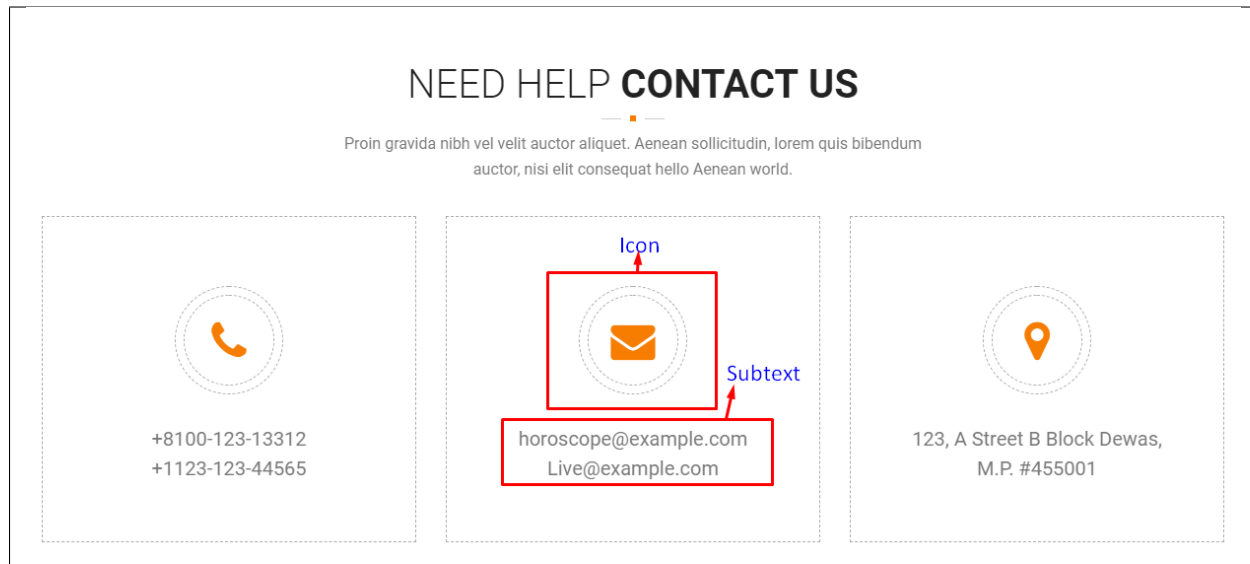 NEED HELP CONTACT US
Proin gravida nibh vel velit auctor aliquet. Aenean sollicitudin, lorem quis bibendum
auctor, nisi elit consequat hello Aenean world.
+8100-123-13312
+1123-123-44565
Icon
Subtext
horoscope@example.com
Live@example.com
123, A Street B Block Dewas,
M.P. #455001